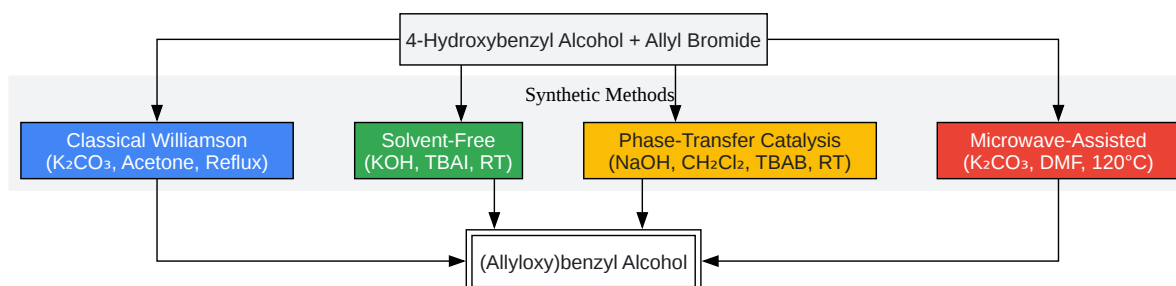 4-Hydroxybenzyl Alcohol + Allyl Bromide
Synthetic Methods
Classical Williamson
(K₂CO₃, Acetone, Reflux)
Solvent-Free
(KOH, TBAI, RT)
Phase-Transfer Catalysis
(NaOH, CH₂Cl₂, TBAB, RT)
Microwave-Assisted
(K₂CO₃, DMF, 120°C)
(Allyloxy)benzyl Alcohol